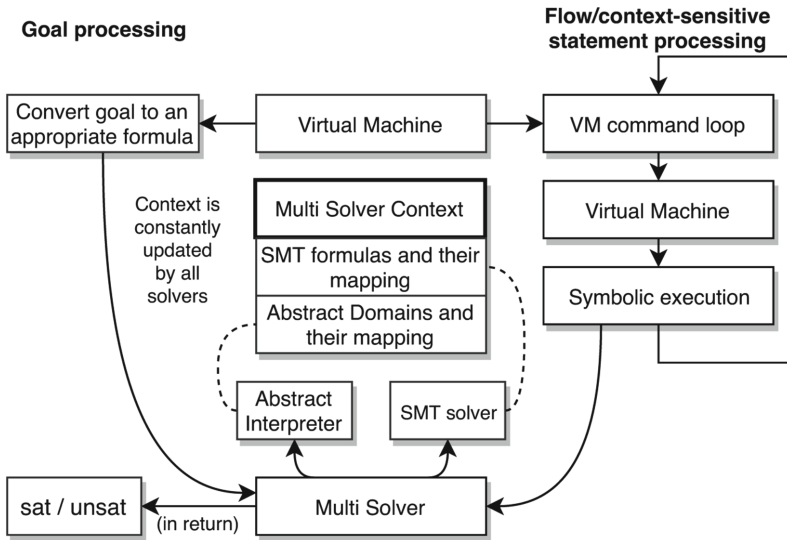 Goal processing
Flow/context-sensitive
statement processing
Convert goal to an
appropriate formula
Virtual Machine
VM command loop
Context is
constantly
updated
by all
solvers
Multi Solver Context
SMT formulas and their
mapping
Abstract Domains and
their mapping
Virtual Machine
Symbolic execution
Abstract
Interpreter
SMT solver
sat / unsat
(in return)
Multi Solver